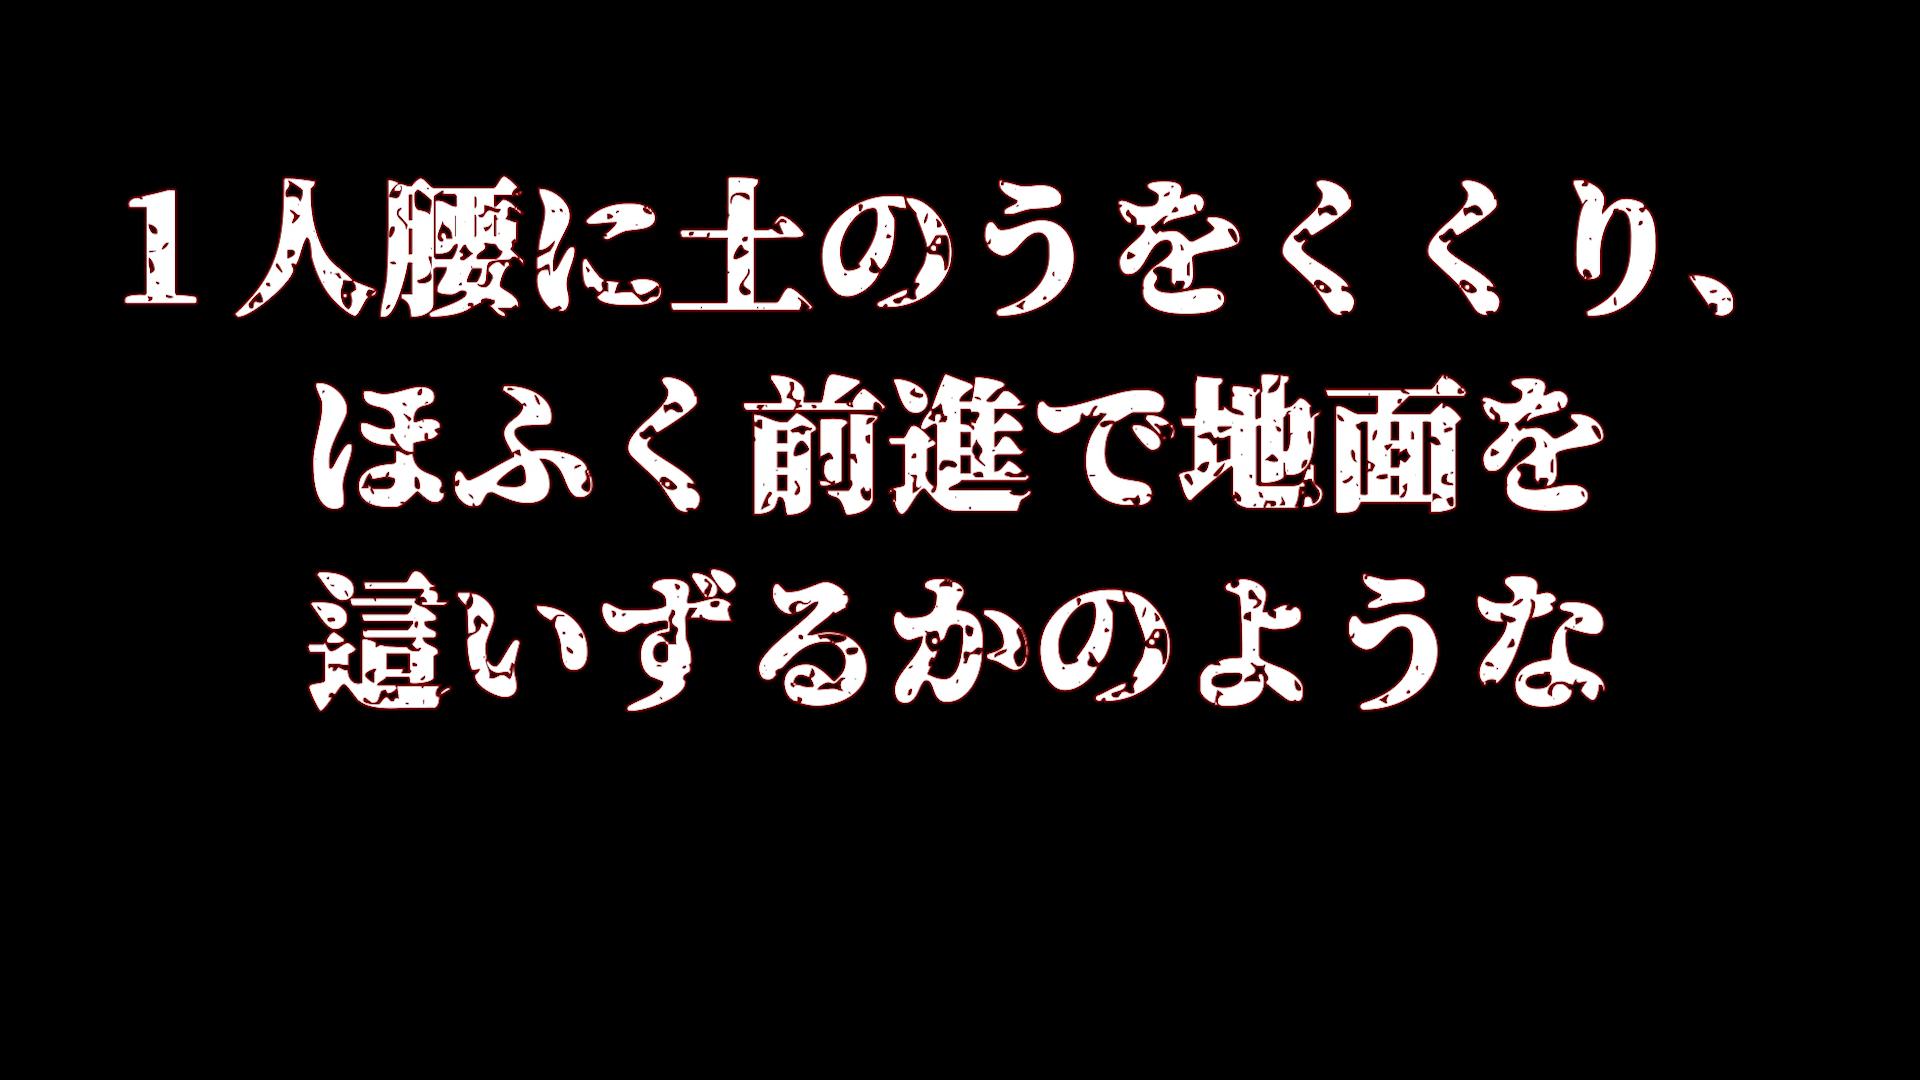 １人腰に土のうをくくり、
ほふく前進で地面を
這いずるかのような